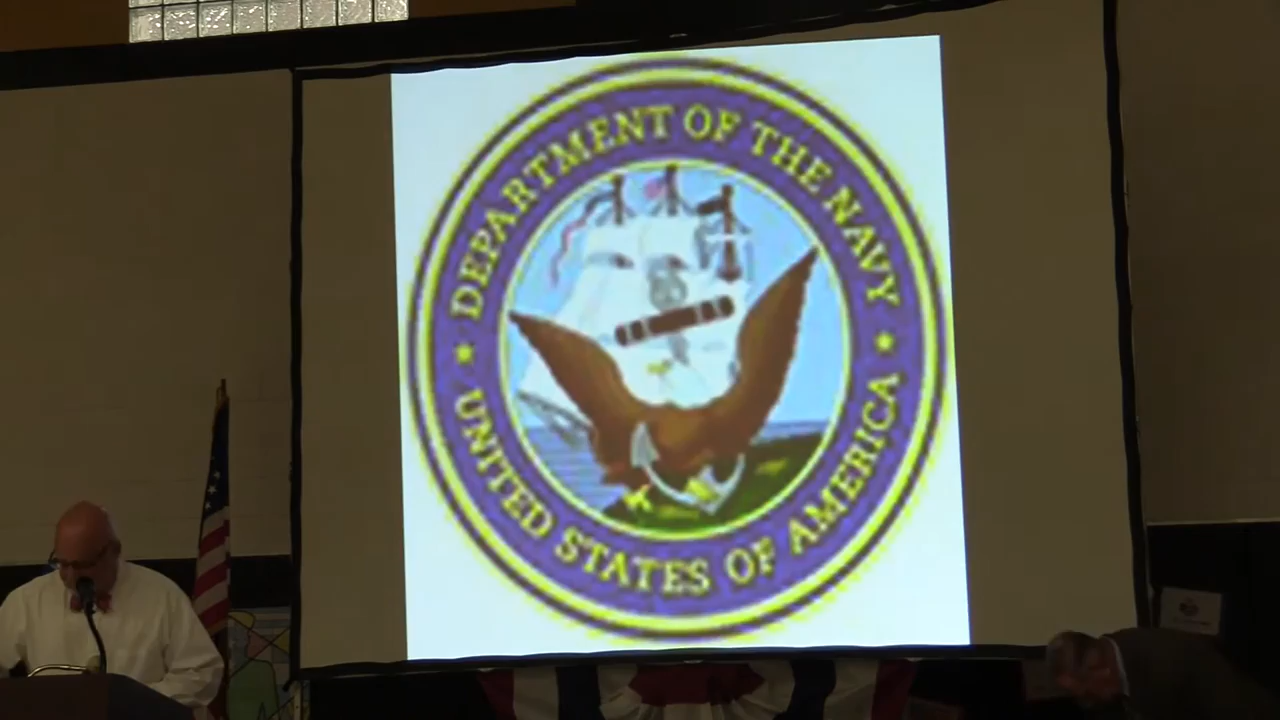 DEPARTMENT OF THE NAVY
UNITED STATES OF AMERICA